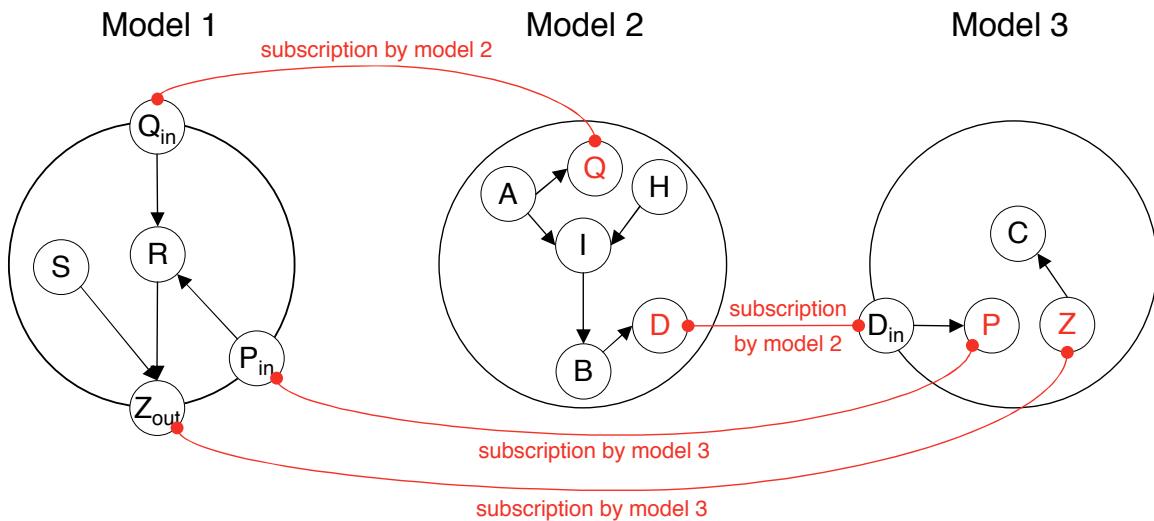 Model 1
Model 2
Model 3
subscription by model 2
Q_in
Q
A
H
S
R
I
C
subscription
by model 2
D
D_in
P
Z
P_in
B
Z_out
subscription by model 3
subscription by model 3